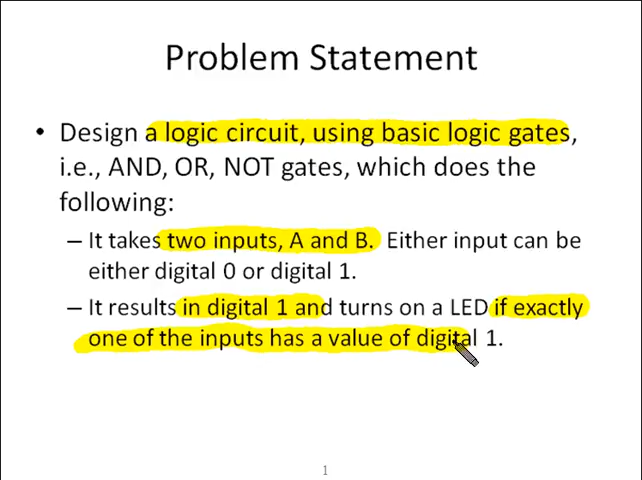 Problem Statement
• Design a logic circuit, using basic logic gates,
i.e., AND, OR, NOT gates, which does the
following:
– It takes two inputs, A and B. Either input can be
either digital 0 or digital 1.
– It results in digital 1 and turns on a LED if exactly
one of the inputs has a value of digital 1.
1